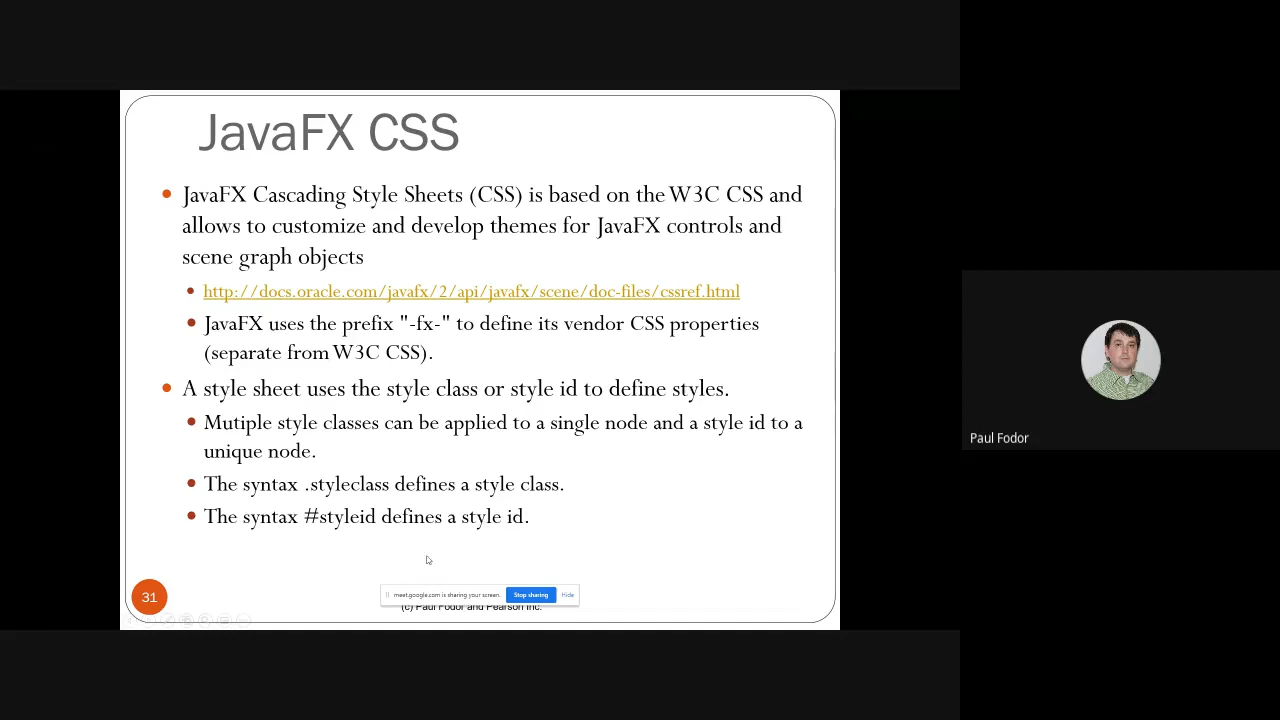 JavaFX CSS
JavaFX Cascading Style Sheets (CSS) is based on the W3C CSS and
allows to customize and develop themes for JavaFX controls and
scene graph objects
http://docs.oracle.com/javafx/2/api/javafx/scene/doc-files/cssref.html
JavaFX uses the prefix "-fx-" to define its vendor CSS properties
(separate from W3C CSS).
A style sheet uses the style class or style id to define styles.
Mutiple style classes can be applied to a single node and a style id to a
unique node.
The syntax .styleclass defines a style class.
The syntax #styleid defines a style id.
31
meet.google.com is sharing your screen. Stop sharing Hide
(c) Paul Fodor and Pearson Inc.
Paul Fodor